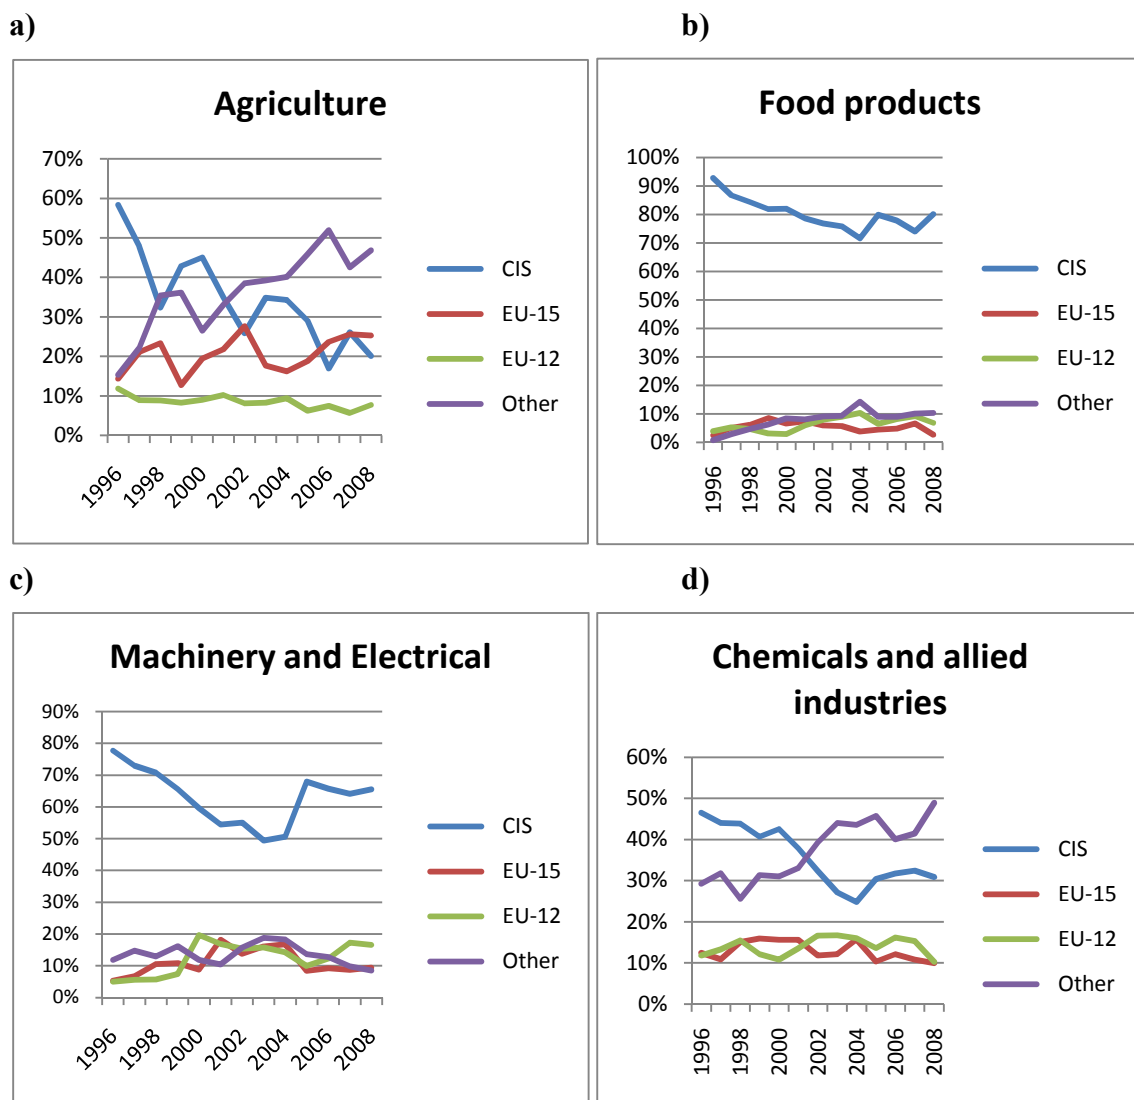 a)
Agriculture
70%
60%
50%
40%
30%
20%
10%
0%
1996
1998
2000
2002
2004
2006
2008
CIS
EU-15
EU-12
Other
b)
Food products
100%
90%
80%
70%
60%
50%
40%
30%
20%
10%
0%
1996
1998
2000
2002
2004
2006
2008
CIS
EU-15
EU-12
Other
c)
Machinery and Electrical
90%
80%
70%
60%
50%
40%
30%
20%
10%
0%
1996
1998
2000
2002
2004
2006
2008
CIS
EU-15
EU-12
Other
d)
Chemicals and allied
industries
60%
50%
40%
30%
20%
10%
0%
1996
1998
2000
2002
2004
2006
2008
CIS
EU-15
EU-12
Other